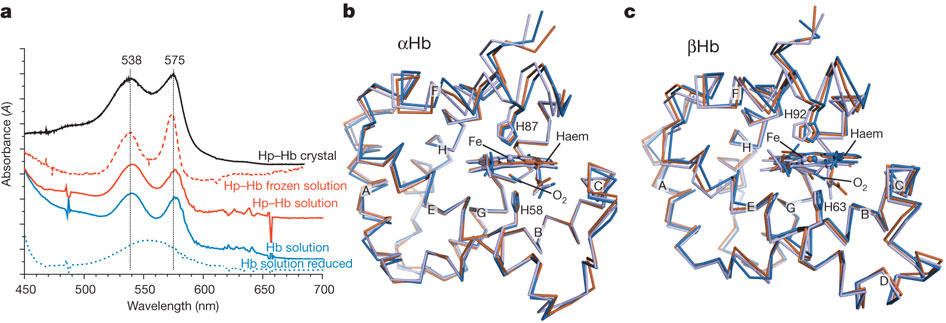 a
538 575
Absorbance (A)
Hp–Hb crystal
Hp–Hb frozen solution
Hp–Hb solution
Hb solution
Hb solution reduced
450 500 550 600 650 700
Wavelength (nm)
b
αHb
F
H87
Haem
Fe
H
A
O2
C
E
G
H58
B
c
βHb
F
H92
Haem
Fe
H
A
O2
C
E
G
H63
B
D